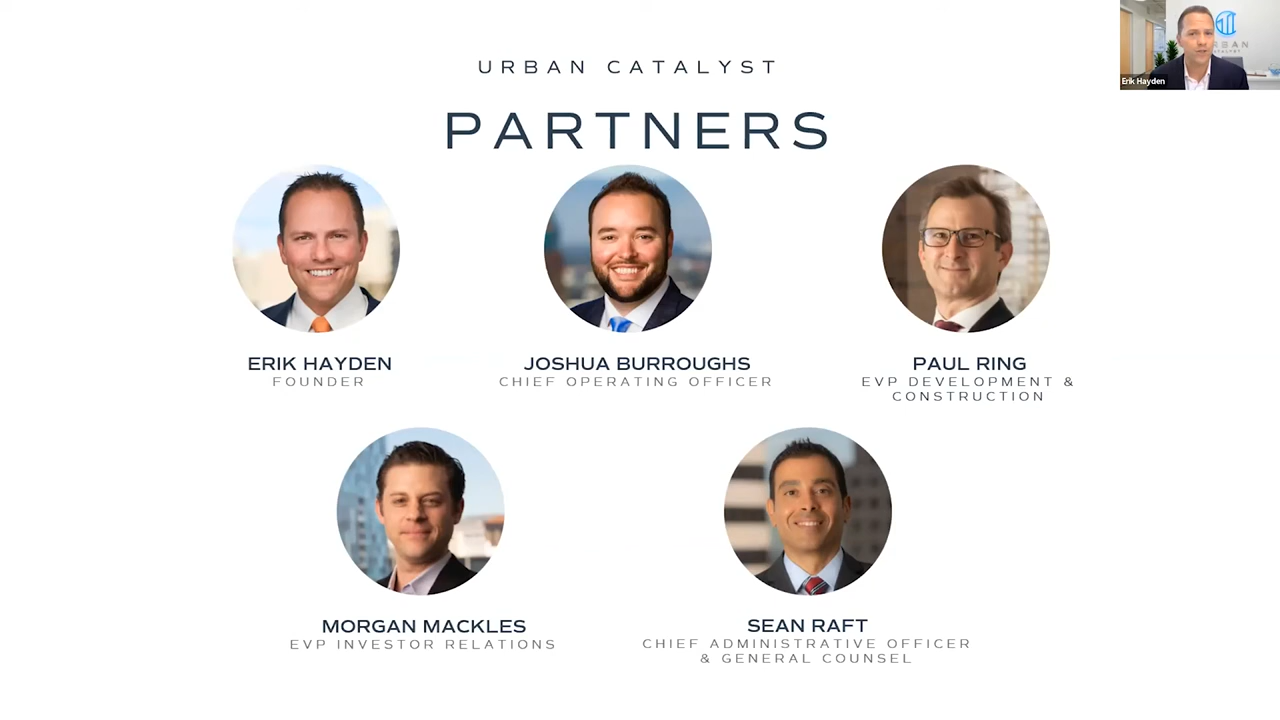 URBAN CATALYST
PARTNERS
Erik Hayden
ERIK HAYDEN
FOUNDER
JOSHUA BURROUGHS
CHIEF OPERATING OFFICER
PAUL RING
EVP DEVELOPMENT &
CONSTRUCTION
MORGAN MACKLES
EVP INVESTOR RELATIONS
SEAN RAFT
CHIEF ADMINISTRATIVE OFFICER
& GENERAL COUNSEL